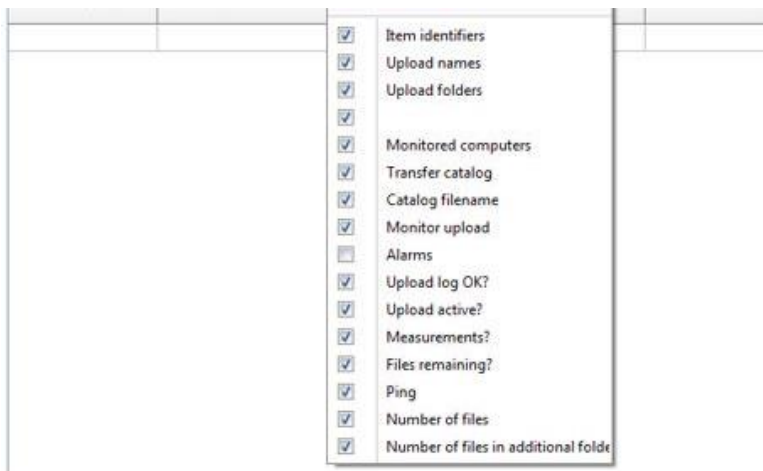 Item identifiers
Upload names
Upload folders
Monitored computers
Transfer catalog
Catalog filename
Monitor upload
Alarms
Upload log OK?
Upload active?
Measurements?
Files remaining?
Ping
Number of files
Number of files in additional folde